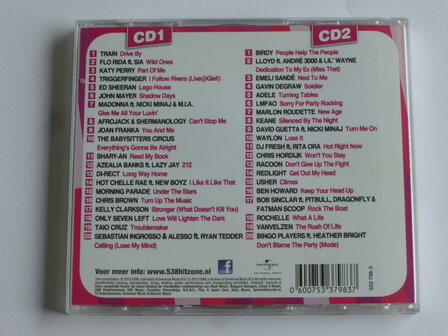 CD1
1 TRAIN Drive By
2 FLO RIDA ft. SIA Wild Ones
3 KATY PERRY Part Of Me
4 TRIGGERFINGER I Follow Rivers (Live@Giel!)
5 ED SHEERAN Lego House
6 JOHN MAYER Shadow Days
7 MADONNA ft. NICKI MINAJ & M.I.A.
Give Me All Your Luvin'
8 AFROJACK & SHERMANOLOGY Can't Stop Me
9 JOAN FRANKA You And Me
10 THE BABYSITTERS CIRCUS
Everything's Gonna Be Alright
11 SHARY-AN Read My Book
12 AZEALIA BANKS ft. LAZY JAY 212
13 DI-RECT Long Way Home
14 HOT CHELLE RAE ft. NEW BOYZ I Like It Like That
15 MORNING PARADE Under The Stars
16 CHRIS BROWN Turn Up The Music
17 KELLY CLARKSON Stronger (What Doesn't Kill You)
18 ONLY SEVEN LEFT Love Will Lighten The Dark
19 TAIO CRUZ Troublemaker
20 SEBASTIAN INGROSSO & ALESSO ft. RYAN TEDDER
Calling (Lose My Mind)
CD2
1 BIRDY People Help The People
2 LLOYD ft. ANDRÉ 3000 & LIL' WAYNE
Dedication To My Ex (Miss That)
3 EMELI SANDÉ Next To Me
4 GAVIN DEGRAW Soldier
5 ADELE Turning Tables
6 LMFAO Sorry For Party Rocking
7 MARLON ROUDETTE New Age
8 KEANE Silenced By The Night
9 DAVID GUETTA ft. NICKI MINAJ Turn Me On
10 WAYLON Lose It
11 DJ FRESH ft. RITA ORA Hot Right Now
12 CHRIS HORDIJK Won't You Stay
13 RACOON Don't Give Up The Fight
14 REDLIGHT Get Out My Head
15 USHER Climax
16 BEN HOWARD Keep Your Head Up
17 BOB SINCLAR ft. PITBULL, DRAGONFLY &
FATMAN SCOOP Rock The Boat
18 ROCHELLE What A Life
19 VANVELZEN The Rush Of Life
20 BINGO PLAYERS ft. HEATHER BRIGHT
Don't Blame The Party (Mode)
Voor meer info: www.538hitzone.nl
UNIVERSAL
533 798-3
0 600753 379837